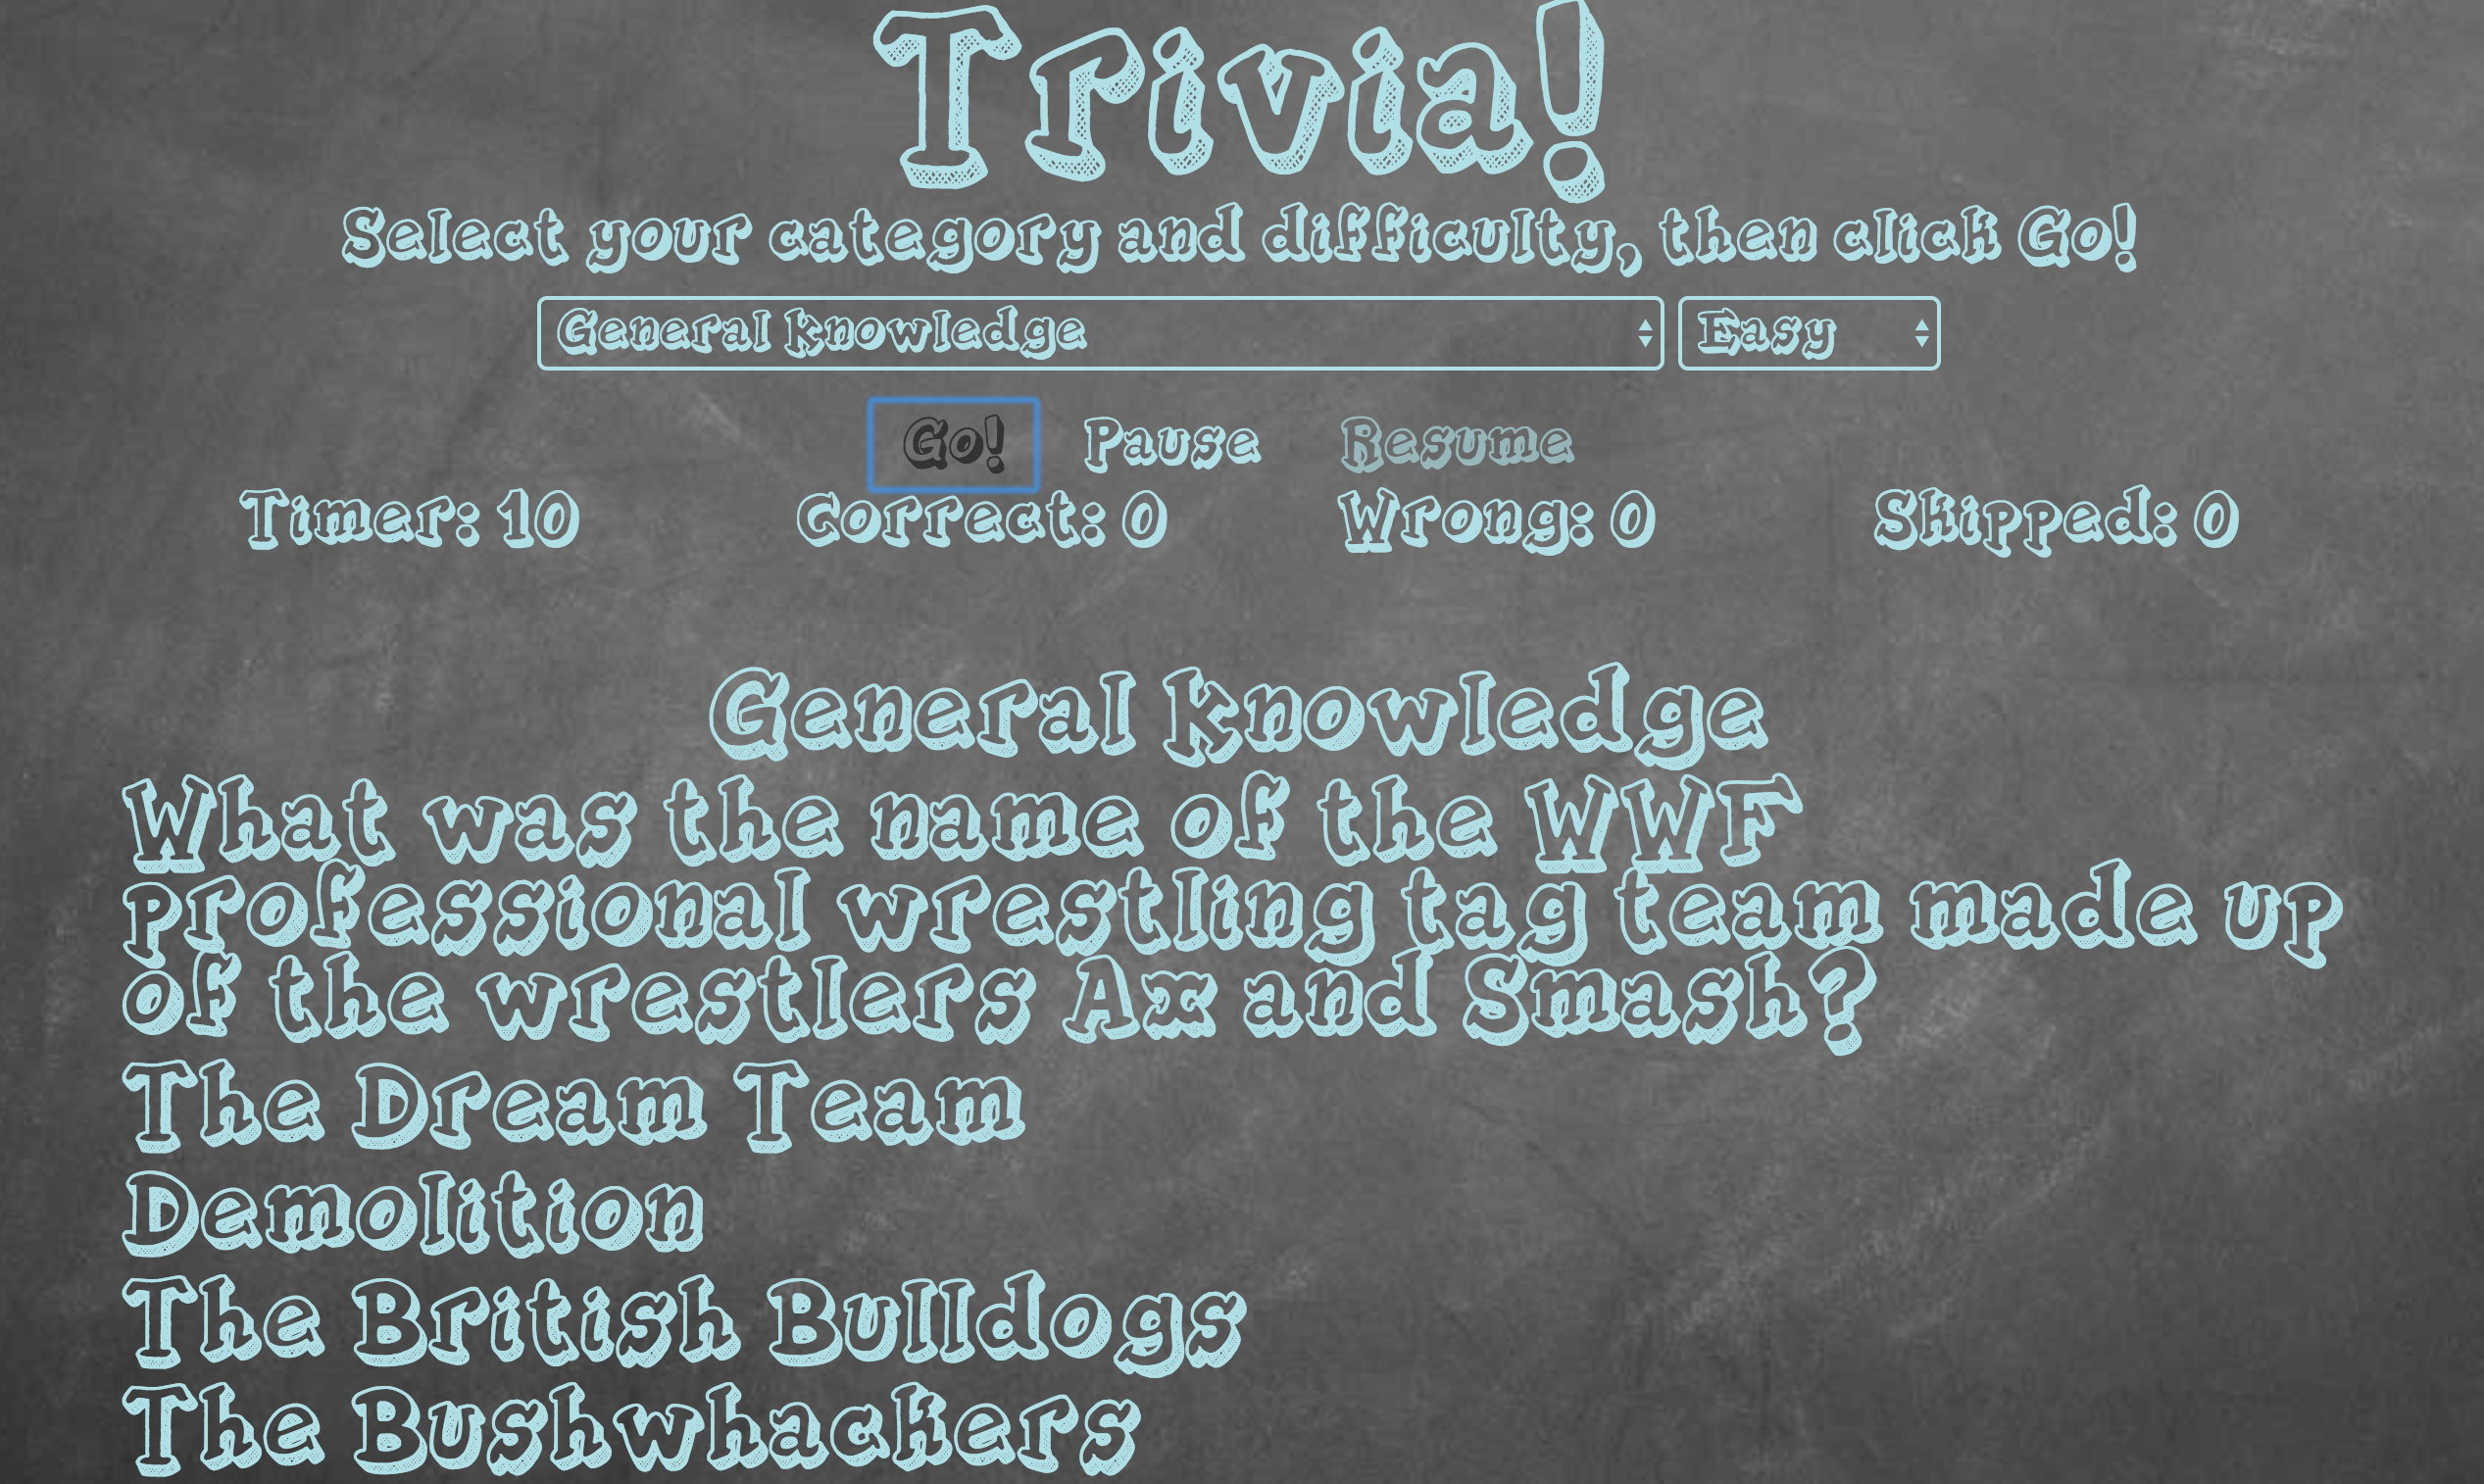 Trivia!
Select your category and difficulty, then click Go!
General Knowledge Easy
Go! Pause Resume
Timer: 10 Correct: 0 Wrong: 0 Skipped: 0
General Knowledge
What was the name of the WWF
professional wrestling tag team made up
of the wrestlers Ax and Smash?
The Dream Team
Demolition
The British Bulldogs
The Bushwhackers